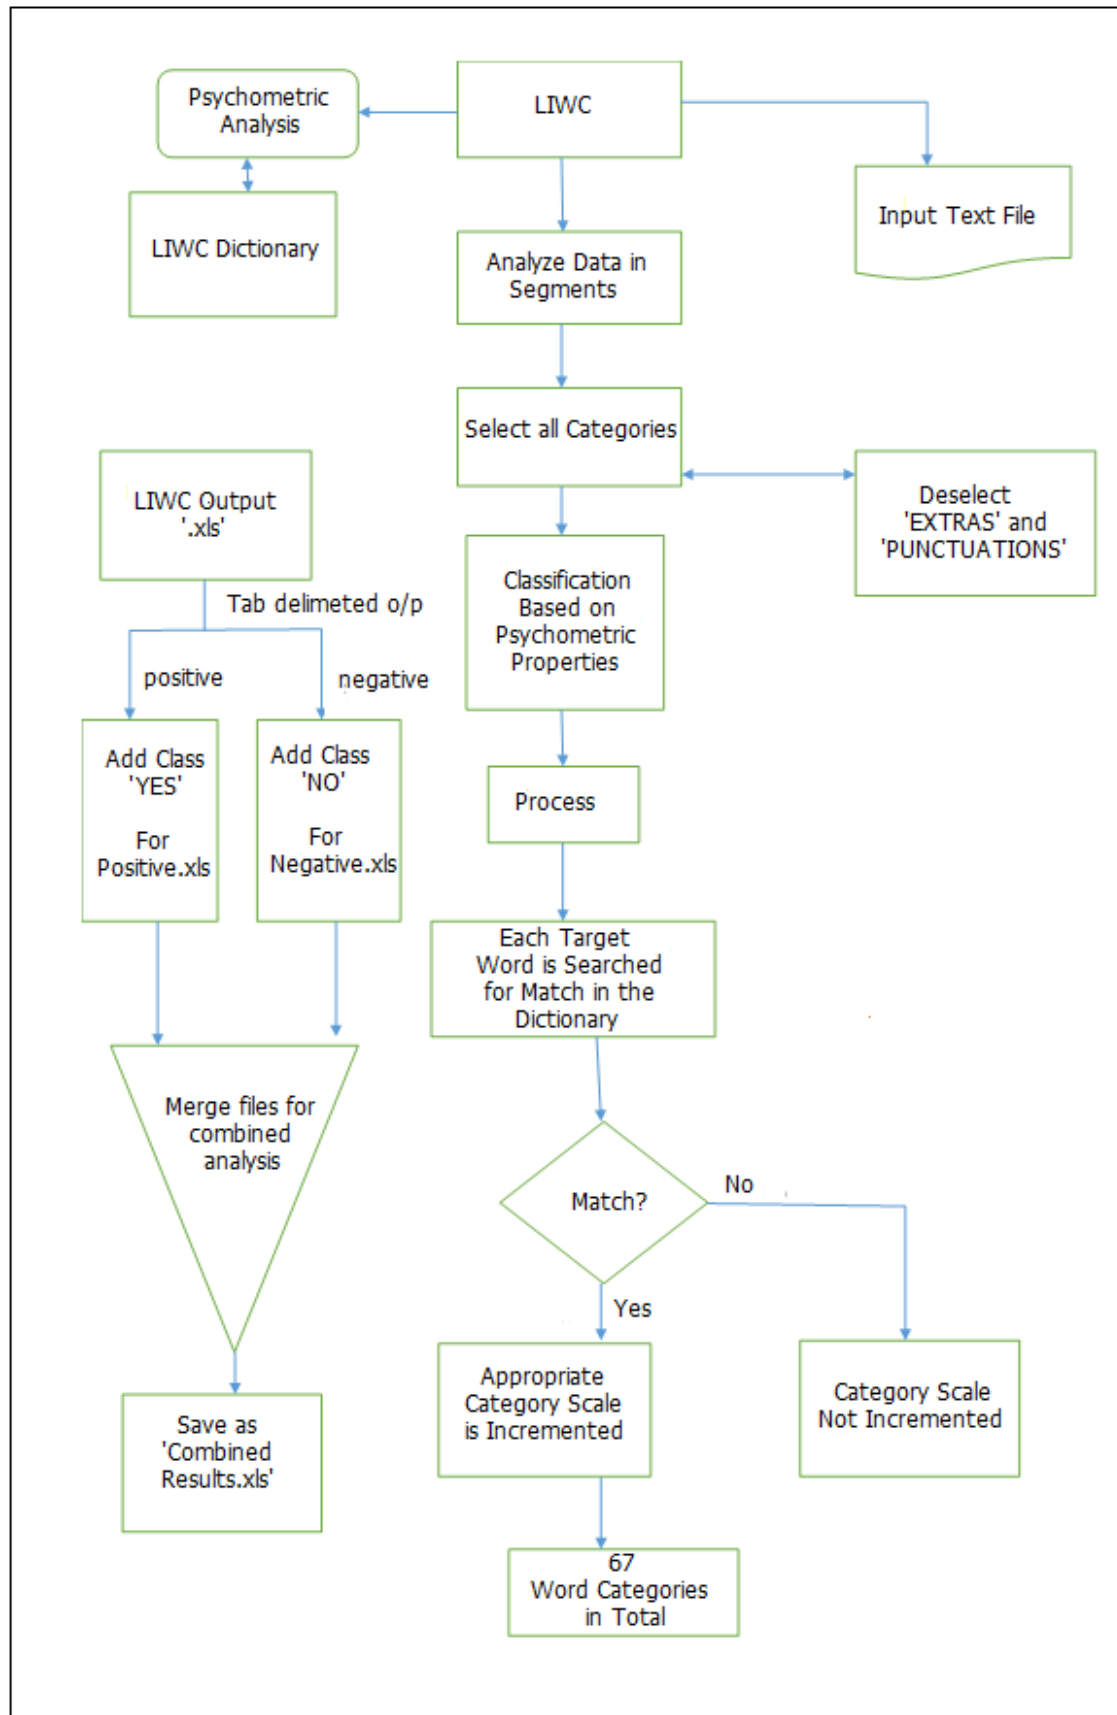 Psychometric
Analysis
LIWC
Input Text File
LIWC Dictionary
Analyze Data in
Segments
Select all Categories
Deselect
'EXTRAS' and
'PUNCTUATIONS'
LIWC Output
'.xls'
Tab delimeted o/p
positive
negative
Classification
Based on
Psychometric
Properties
Add Class
'YES'
For
Positive.xls
Add Class
'NO'
For
Negative.xls
Process
Each Target
Word is Searched
for Match in the
Dictionary
Merge files for
combined
analysis
Match?
No
Yes
Appropriate
Category Scale
is Incremented
Category Scale
Not Incremented
Save as
'Combined
Results.xls'
67
Word Categories
in Total